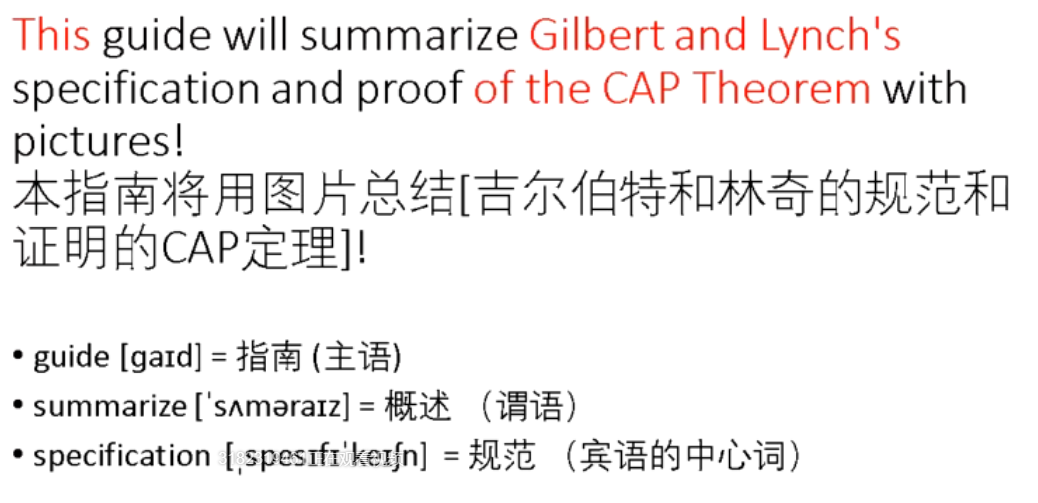 This guide will summarize Gilbert and Lynch's
specification and proof of the CAP Theorem with
pictures!
本指南将用图片总结[吉尔伯特和林奇的规范和
证明的CAP定理]!
• guide [gaɪd] = 指南 (主语)
• summarize [ˈsʌməraɪz] = 概述 （谓语）
• specification = 规范 （宾语的中心词）